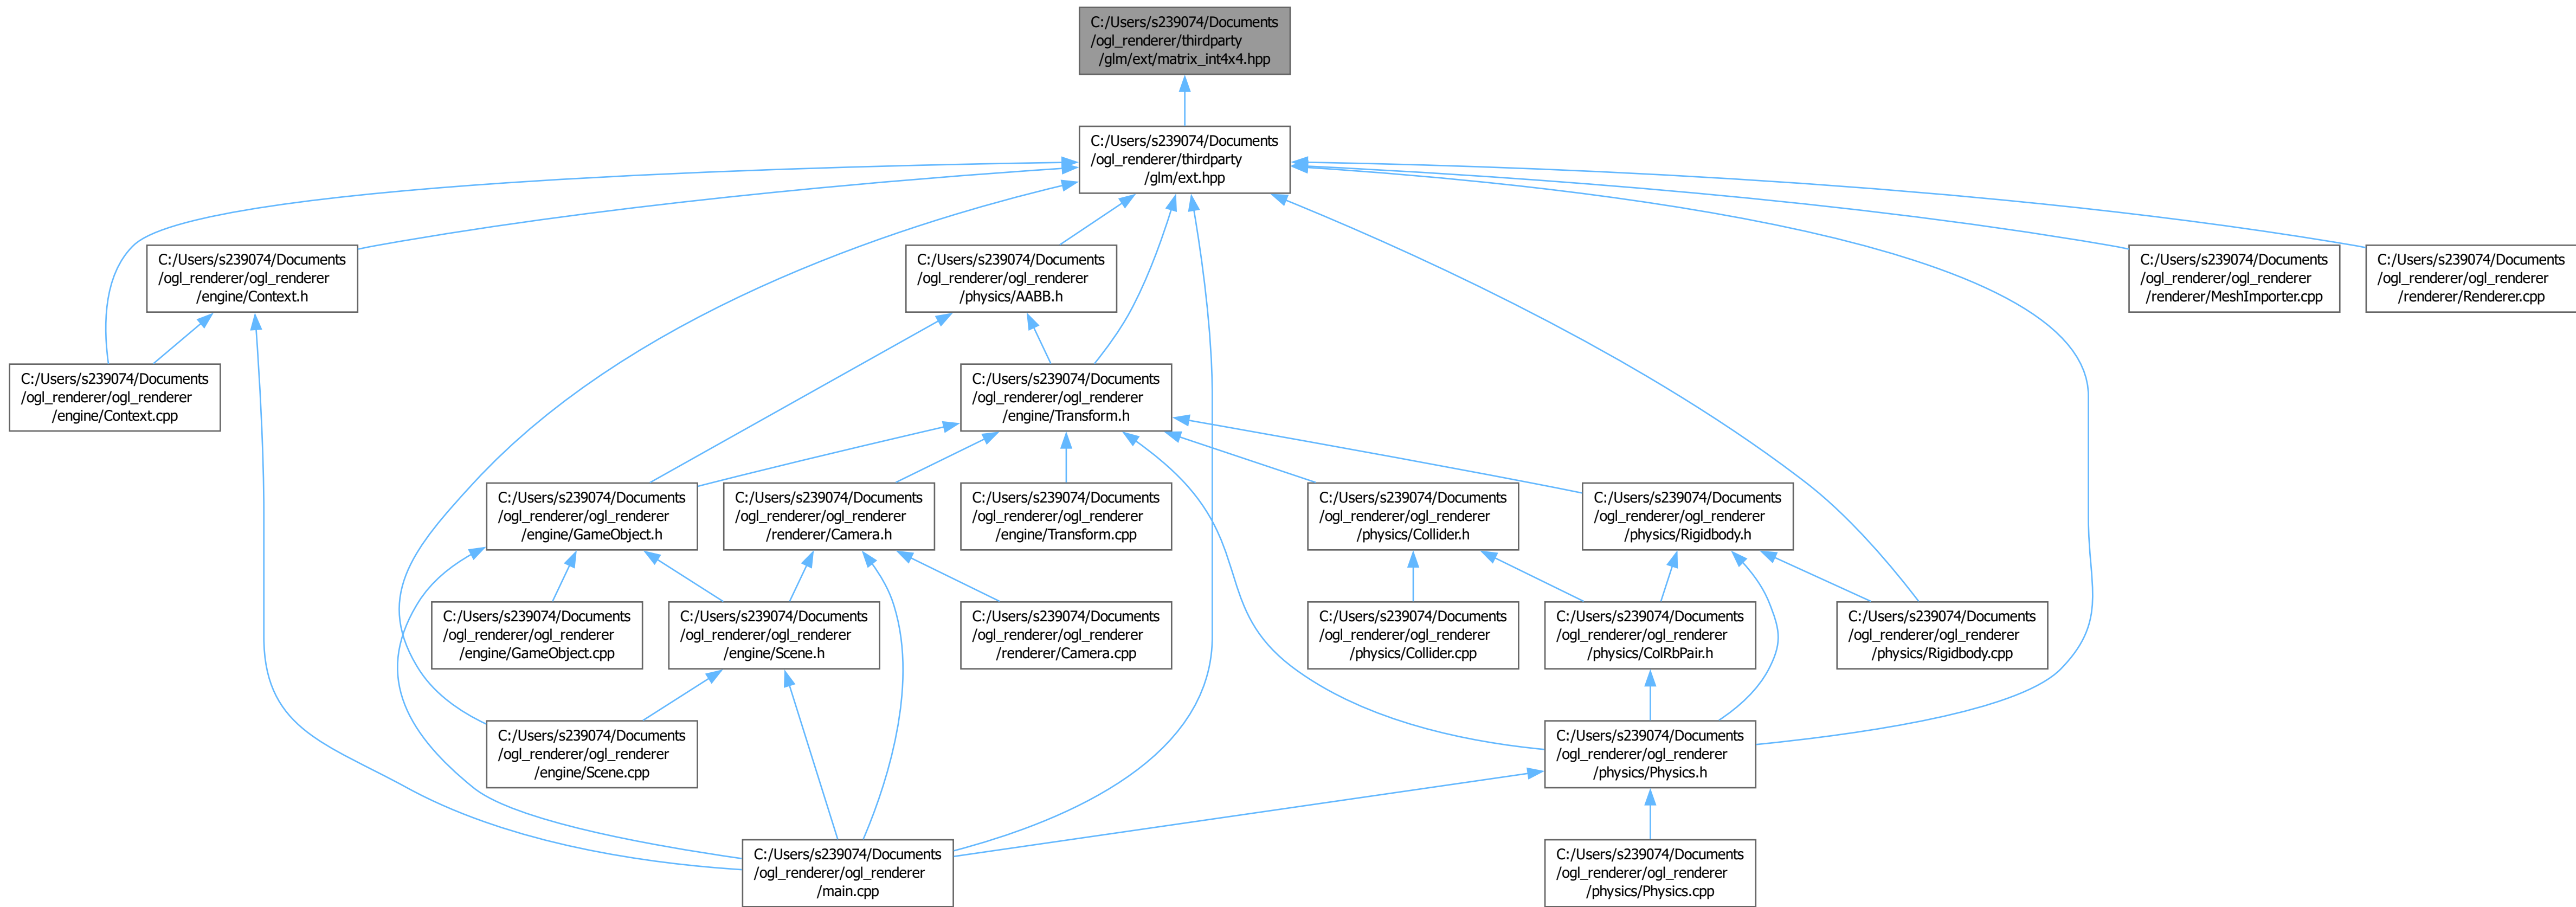 C:/Users/s239074/Documents
/ogl_renderer/thirdparty
/glm/ext/matrix_int4x4.hpp
C:/Users/s239074/Documents
/ogl_renderer/thirdparty
/glm/ext.hpp
C:/Users/s239074/Documents
/ogl_renderer/ogl_renderer
/engine/Context.h
C:/Users/s239074/Documents
/ogl_renderer/ogl_renderer
/physics/AABB.h
C:/Users/s239074/Documents
/ogl_renderer/ogl_renderer
/renderer/MeshImporter.cpp
C:/Users/s239074/Documents
/ogl_renderer/ogl_renderer
/renderer/Renderer.cpp
C:/Users/s239074/Documents
/ogl_renderer/ogl_renderer
/engine/Context.cpp
C:/Users/s239074/Documents
/ogl_renderer/ogl_renderer
/engine/Transform.h
C:/Users/s239074/Documents
/ogl_renderer/ogl_renderer
/engine/GameObject.h
C:/Users/s239074/Documents
/ogl_renderer/ogl_renderer
/renderer/Camera.h
C:/Users/s239074/Documents
/ogl_renderer/ogl_renderer
/engine/Transform.cpp
C:/Users/s239074/Documents
/ogl_renderer/ogl_renderer
/physics/Collider.h
C:/Users/s239074/Documents
/ogl_renderer/ogl_renderer
/physics/Rigidbody.h
C:/Users/s239074/Documents
/ogl_renderer/ogl_renderer
/engine/GameObject.cpp
C:/Users/s239074/Documents
/ogl_renderer/ogl_renderer
/engine/Scene.h
C:/Users/s239074/Documents
/ogl_renderer/ogl_renderer
/renderer/Camera.cpp
C:/Users/s239074/Documents
/ogl_renderer/ogl_renderer
/physics/Collider.cpp
C:/Users/s239074/Documents
/ogl_renderer/ogl_renderer
/physics/ColRbPair.h
C:/Users/s239074/Documents
/ogl_renderer/ogl_renderer
/physics/Rigidbody.cpp
C:/Users/s239074/Documents
/ogl_renderer/ogl_renderer
/engine/Scene.cpp
C:/Users/s239074/Documents
/ogl_renderer/ogl_renderer
/physics/Physics.h
C:/Users/s239074/Documents
/ogl_renderer/ogl_renderer
/main.cpp
C:/Users/s239074/Documents
/ogl_renderer/ogl_renderer
/physics/Physics.cpp